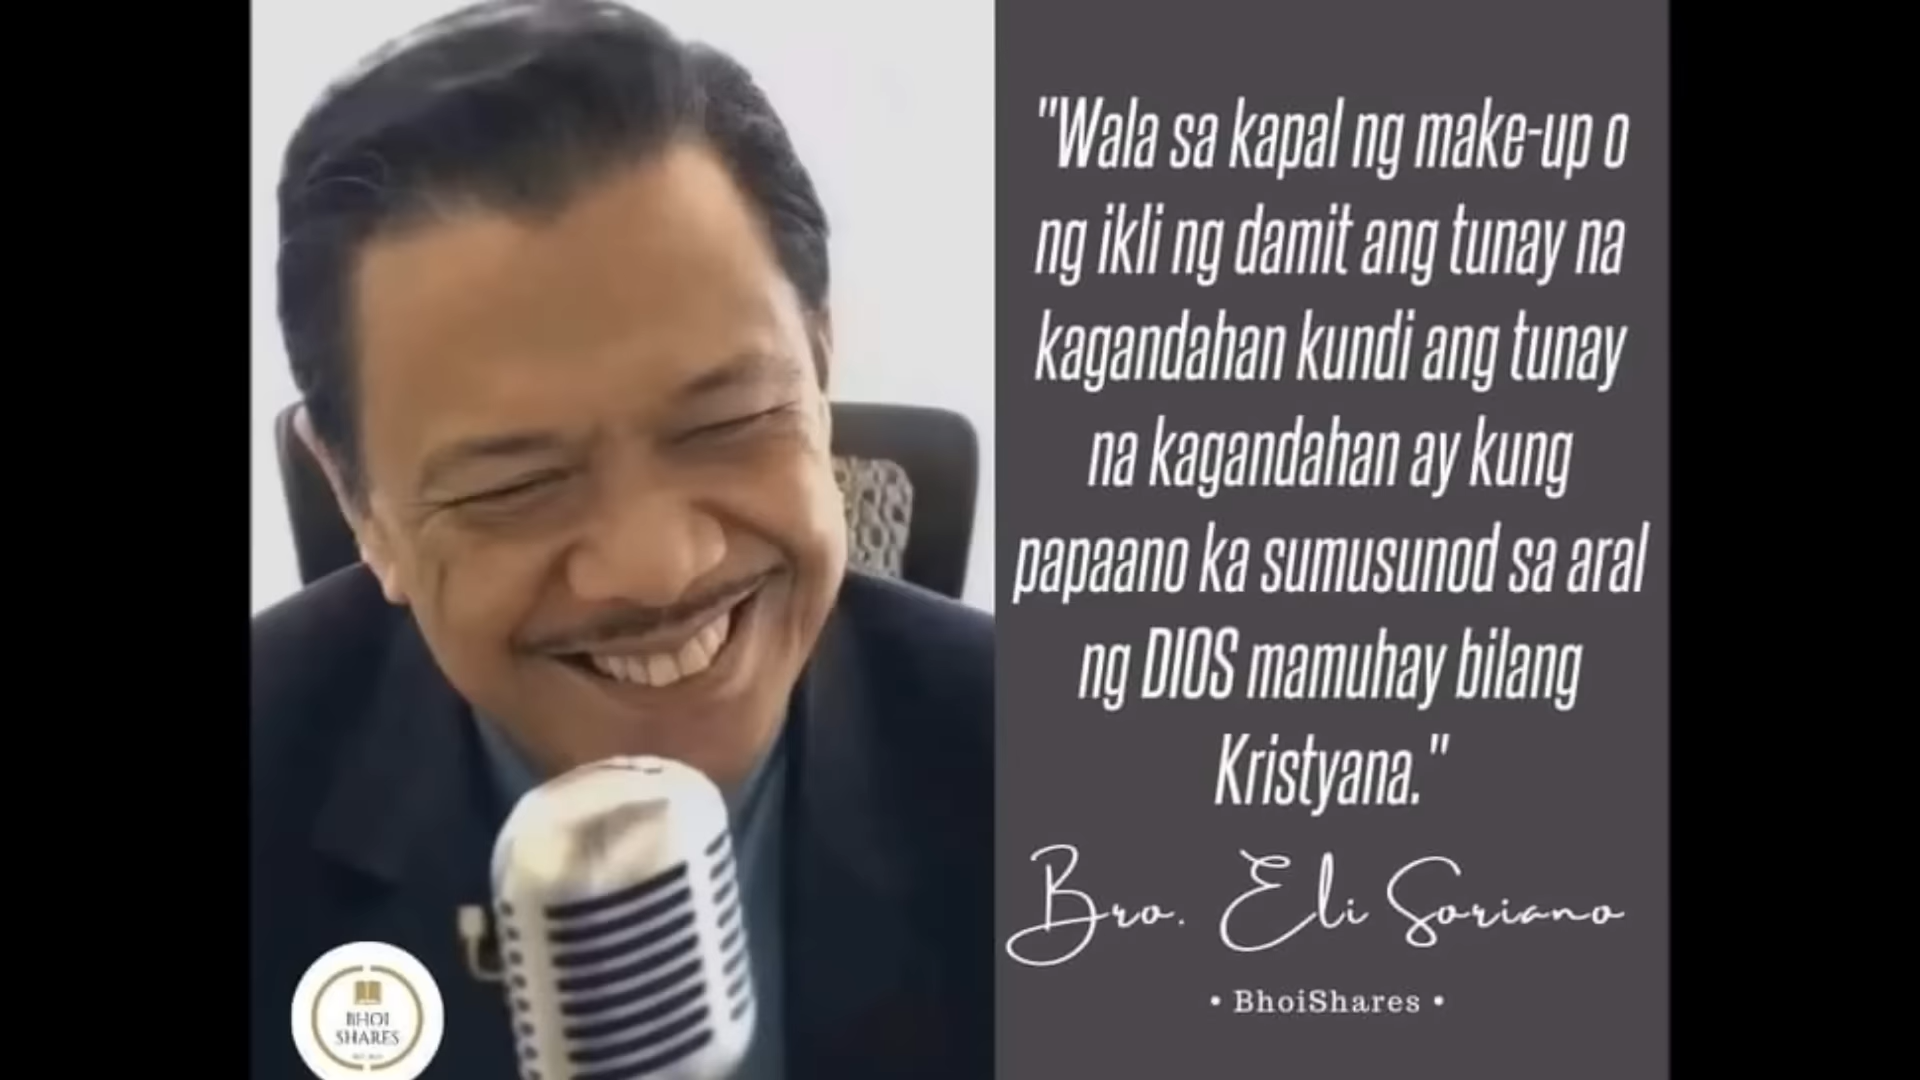 "Wala sa kapal ng make-up o
ng ikli ng damit ang tunay na
kagandahan kundi ang tunay
na kagandahan ay kung
papaano ka sumusunod sa aral
ng DIOS mamuhay bilang
Kristyana."
Bro. Eli Soriano
• BhoiShares •
BHOI
SHARES